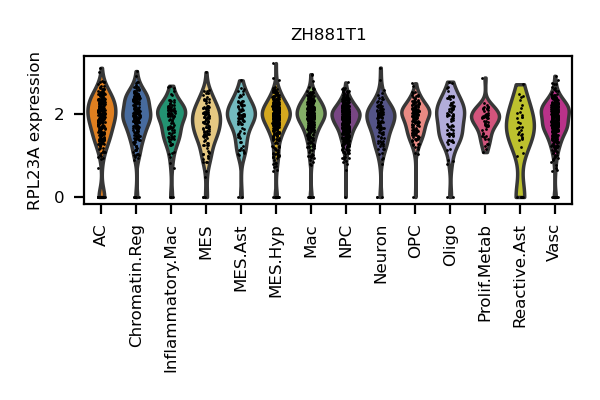 ZH881T1
RPL23A expression
2
0
AC
Chromatin.Reg
Inflammatory.Mac
MES
MES.Ast
MES.Hyp
Mac
NPC
Neuron
OPC
Oligo
Prolif.Metab
Reactive.Ast
Vasc